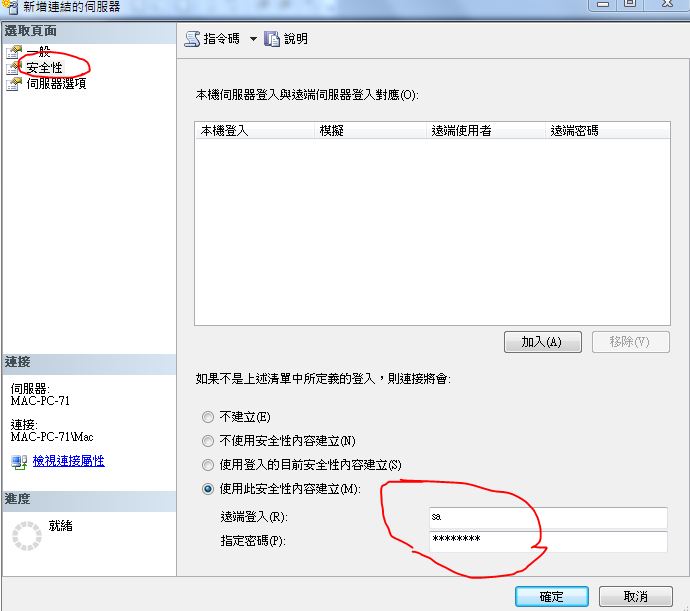 新增連結的伺服器
選取頁面
一般
安全性
伺服器選項
指令碼 說明
本機伺服器登入與遠端伺服器登入對應(O):
本機登入 模擬 遠端使用者 遠端密碼
加入(A) 移除(V)
如果不是上述清單中所定義的登入，則連接將會:
不建立(E)
不使用安全性內容建立(N)
使用登入的目前安全性內容建立(S)
使用此安全性內容建立(M):
遠端登入(R): sa
指定密碼(P): ********
連接
伺服器:
MAC-PC-71
連接:
MAC-PC-71\Mac
檢視連接屬性
進度
就緒
確定 取消